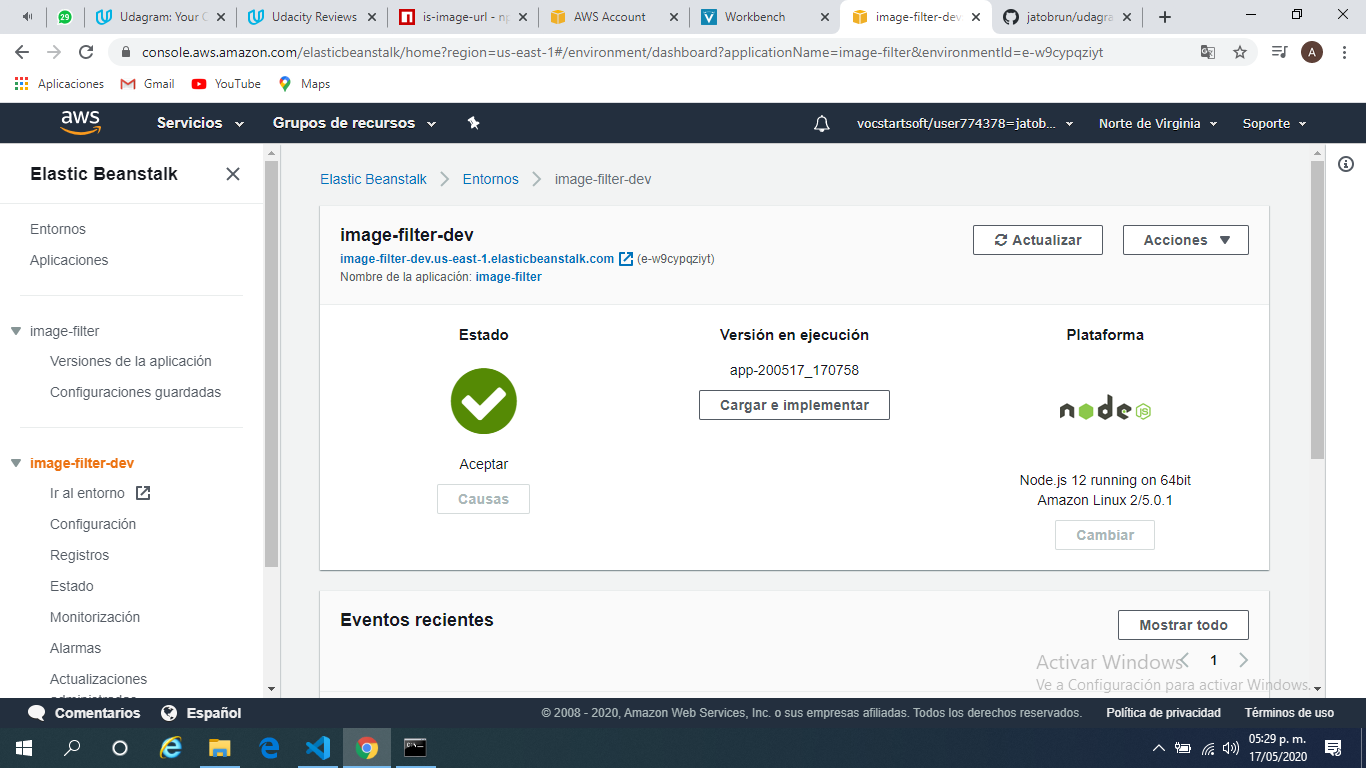 29
Udagram: Your C
Udacity Reviews
is-image-url - np
AWS Account
Workbench
image-filter-dev
jatobrun/udagra
console.aws.amazon.com/elasticbeanstalk/home?region=us-east-1#/environment/dashboard?applicationName=image-filter&environmentId=e-w9cypqziyt
A
Aplicaciones
Gmail
YouTube
Maps
aws
Servicios
Grupos de recursos
vocstartsoft/user774378=jatob...
Norte de Virginia
Soporte
Elastic Beanstalk
Entornos
Aplicaciones
image-filter
Versiones de la aplicación
Configuraciones guardadas
image-filter-dev
Ir al entorno
Configuración
Registros
Estado
Monitorización
Alarmas
Actualizaciones
administradas
Elastic Beanstalk
Entornos
image-filter-dev
image-filter-dev
image-filter-dev.us-east-1.elasticbeanstalk.com (e-w9cypqziyt)
Nombre de la aplicación: image-filter
Actualizar
Acciones
Estado
Aceptar
Causas
Versión en ejecución
app-200517_170758
Cargar e implementar
Plataforma
node
JS
Node.js 12 running on 64bit
Amazon Linux 2/5.0.1
Cambiar
Eventos recientes
Mostrar todo
1
Activar Windows
Ve a Configuración para activar Windows.
Comentarios
Español
© 2008 - 2020, Amazon Web Services, Inc. o sus empresas afiliadas. Todos los derechos reservados.
Política de privacidad
Términos de uso
05:29 p. m.
17/05/2020